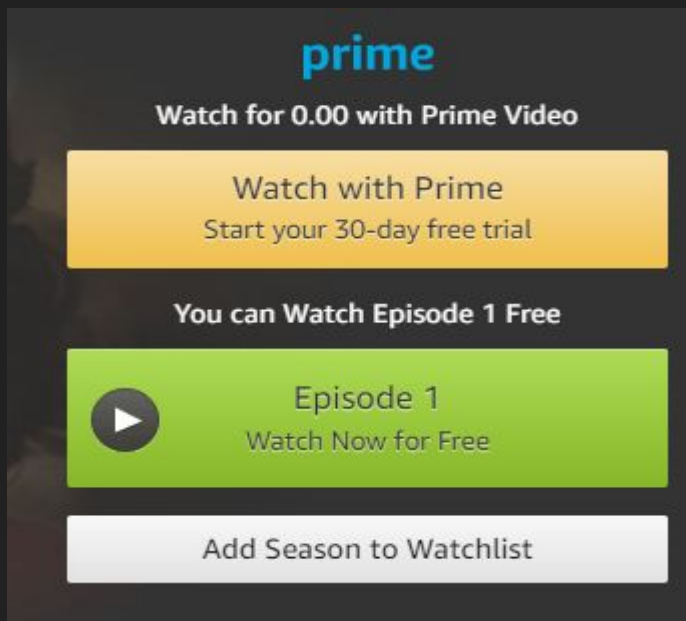 prime
Watch for 0.00 with Prime Video
Watch with Prime
Start your 30-day free trial
You can Watch Episode 1 Free
Episode 1
Watch Now for Free
Add Season to Watchlist